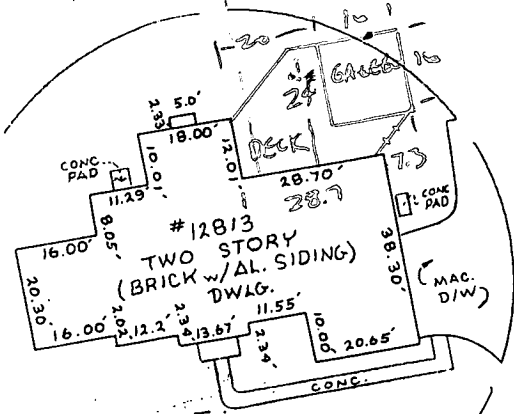 20
16
16
24
GAZEBO
DECK
7.3
5.0'
2.33
18.00'
12.01'
10.01'
CONC
PAD
11.29
28.70'
28.7
CONC
PAD
8.05'
#12813
TWO STORY
(BRICK w/AL. SIDING)
DWLG.
16.00'
20.30
16.00'
2.02
12.2'
2.34
13.67'
2.34'
11.55'
10.00'
20.65'
38.30'
(MAC.
D/W)
CONC.